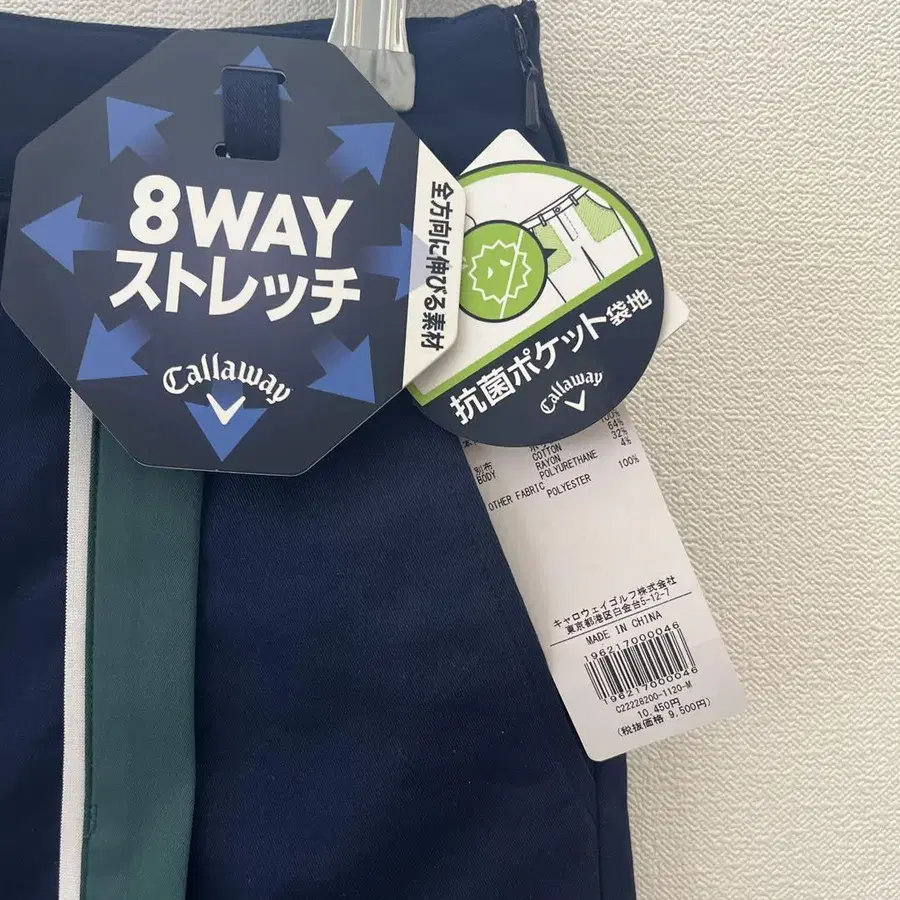 8WAY
ストレッチ
Callaway
全方向に伸びる素材
抗菌ポケット袋地
Callaway
100%
COTTON 64%
別布 RAYON 32%
BODY POLYURETHANE 4%
OTHER FABRIC POLYESTER 100%
キャロウェイゴルフ株式会社
東京都港区白金台5-12-7
MADE IN CHINA
196217000046
196217000046
C22228200-1120-M
10,450円
(税抜価格 9,500円)